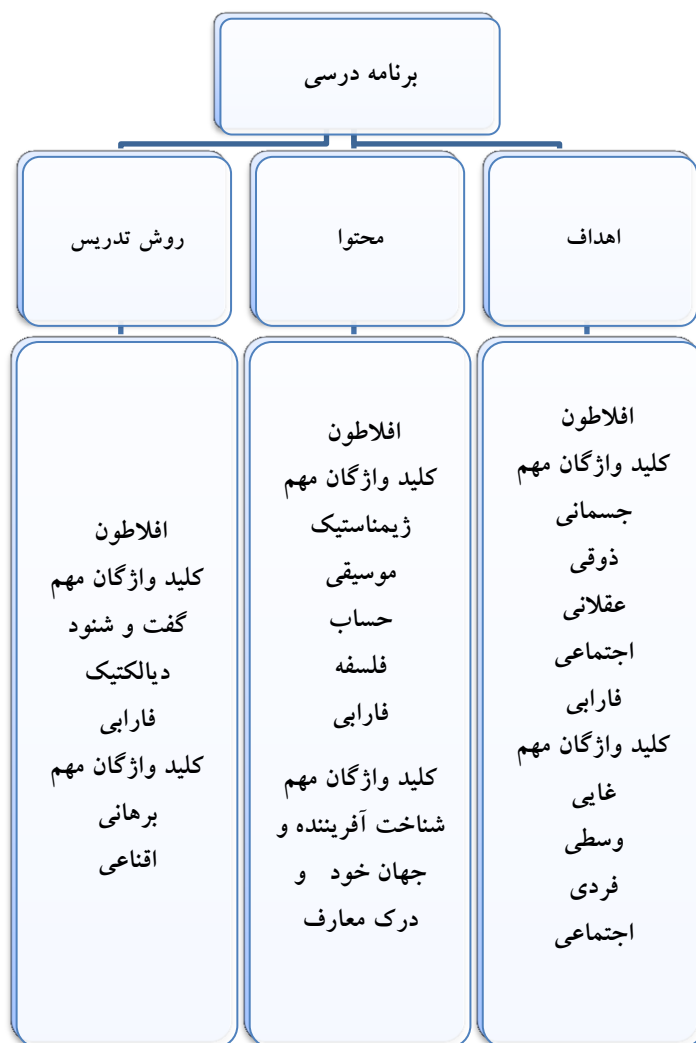 برنامه درسی
اهداف
محتوا
روش تدریس
افلاطون
کلید واژگان مهم
جسمانی
ذوقی
عقلانی
اجتماعی
فارابی
کلید واژگان مهم
غایی
وسطی
فردی
اجتماعی
افلاطون
کلید واژگان مهم
ژیمناستیک
موسیقی
حساب
فلسفه
فارابی
کلید واژگان مهم
شناخت آفریننده و
جهان خود و
درک معارف
افلاطون
کلید واژگان مهم
گفت و شنود
دیالکتیک
فارابی
کلید واژگان مهم
برهانی
اقناعی